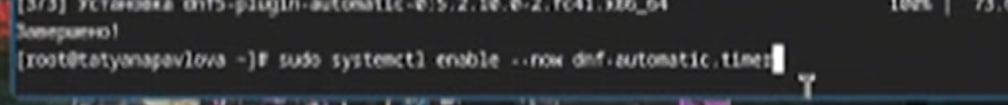 [3/3] Установка dnf5-plugin-automatic-0:5.2.10.0-2.fc41.x86_64 100% |
Завершено!
[root@tatyanapavlova ~]# sudo systemctl enable --now dnf-automatic.timer